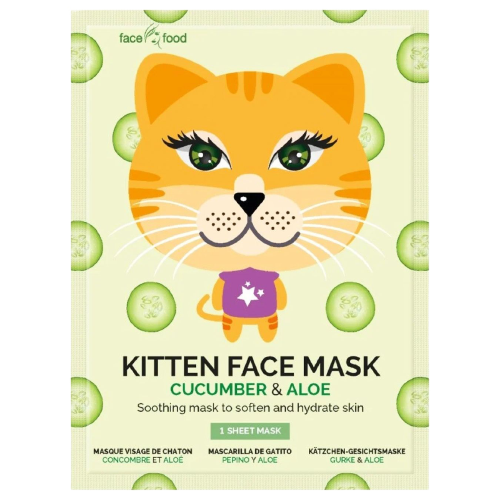 face food
KITTEN FACE MASK
CUCUMBER & ALOE
Soothing mask to soften and hydrate skin
1 SHEET MASK
MASQUE VISAGE DE CHATON
CONCOMBRE ET ALOÈ
MASCARILLA DE GATITO
PEPINO Y ALOE
KÄTZCHEN-GESICHTSMASKE
GURKE & ALOE